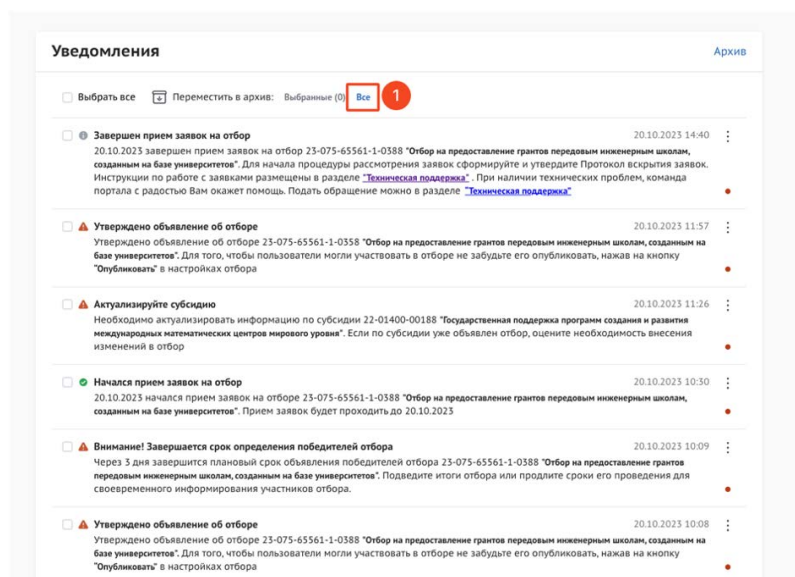 Уведомления
Архив
Выбрать все Переместить в архив: Выбранные (0) Все 1
Завершен прием заявок на отбор 20.10.2023 14:40
20.10.2023 завершен прием заявок на отбор 23-075-65561-1-0388 "Отбор на предоставление грантов передовым инженерным школам,
созданным на базе университетов". Для начала процедуры рассмотрения заявок сформируйте и утвердите Протокол вскрытия заявок.
Инструкции по работе с заявками размещены в разделе "Техническая поддержка" . При наличии технических проблем, команда
портала с радостью Вам окажет помощь. Подать обращение можно в разделе "Техническая поддержка"
Утверждено объявление об отборе 20.10.2023 11:57
Утверждено объявление об отборе 23-075-65561-1-0358 "Отбор на предоставление грантов передовым инженерным школам, созданным на
базе университетов". Для того, чтобы пользователи могли участвовать в отборе не забудьте его опубликовать, нажав на кнопку
"Опубликовать" в настройках отбора
Актуализируйте субсидию 20.10.2023 11:26
Необходимо актуализировать информацию по субсидии 22-01400-00188 "Государственная поддержка программ создания и развития
международных математических центров мирового уровня". Если по субсидии уже объявлен отбор, оцените необходимость внесения
изменений в отбор
Начался прием заявок на отбор 20.10.2023 10:30
20.10.2023 начался прием заявок на отборе 23-075-65561-1-0388 "Отбор на предоставление грантов передовым инженерным школам,
созданным на базе университетов". Прием заявок будет проходить до 20.10.2023
Внимание! Завершается срок определения победителей отбора 20.10.2023 10:09
Через 3 дня завершится плановый срок объявления победителей отбора 23-075-65561-1-0388 "Отбор на предоставление грантов
передовым инженерным школам, созданным на базе университетов". Подведите итоги отбора или продлите сроки его проведения для
своевременного информирования участников отбора.
Утверждено объявление об отборе 20.10.2023 10:08
Утверждено объявление об отборе 23-075-65561-1-0388 "Отбор на предоставление грантов передовым инженерным школам, созданным на
базе университетов". Для того, чтобы пользователи могли участвовать в отборе не забудьте его опубликовать, нажав на кнопку
"Опубликовать" в настройках отбора